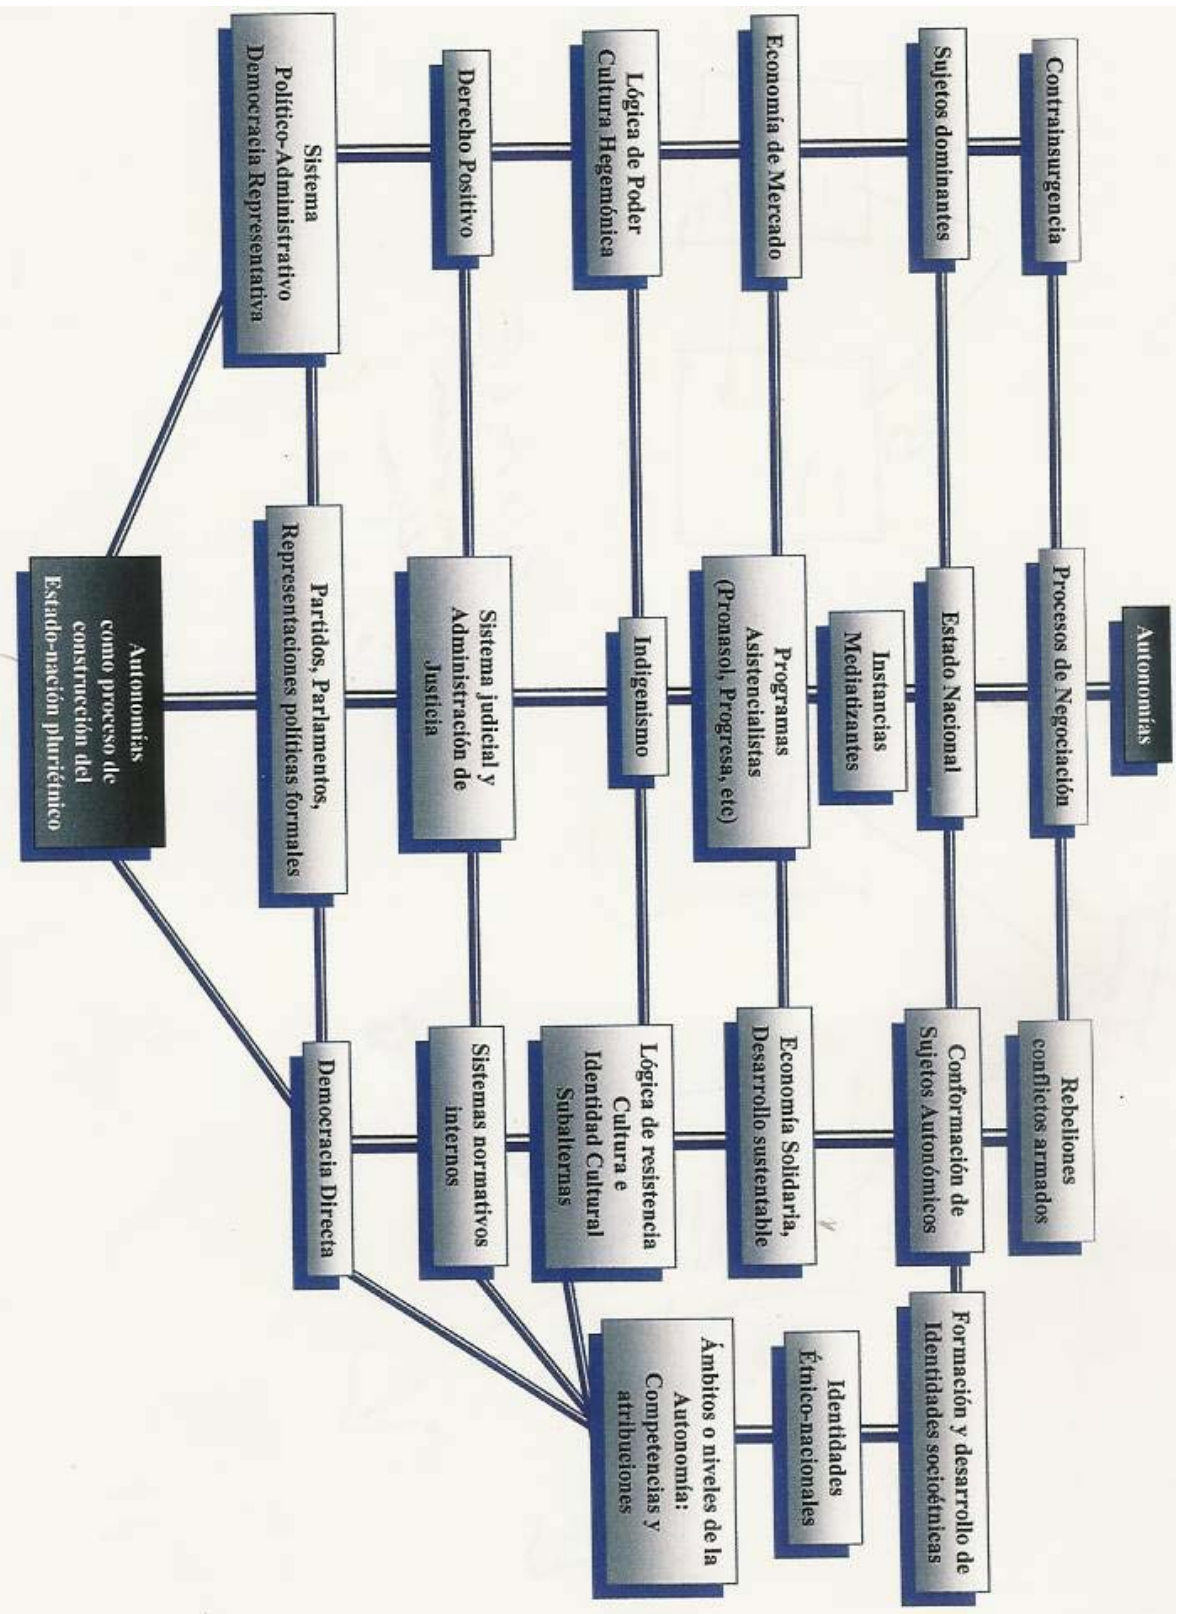 Autonomías
Contrainsurgencia
Procesos de Negociación
Rebeliones
conflictos armados
Sujetos dominantes
Estado Nacional
Conformación de
Sujetos Autonómicos
Formación y desarrollo de
Identidades socioétnicas
Instancias
Mediatizantes
Identidades
Étnico-nacionales
Economía de Mercado
Programas
Asistencialistas
(Pronasol, Progresa, etc)
Economía Solidaria,
Desarrollo sustentable
Ámbitos o niveles de la
Autonomía:
Competencias y
atribuciones
Lógica de Poder
Cultura Hegemónica
Indigenismo
Lógica de resistencia
Cultura e
Identidad Cultural
Subalternas
Derecho Positivo
Sistema judicial y
Administración de
Justicia
Sistemas normativos
internos
Sistema
Político-Administrativo
Democracia Representativa
Partidos, Parlamentos,
Representaciones políticas formales
Democracia Directa
Autonomías
como proceso de
construcción del
Estado-nación pluriétnico